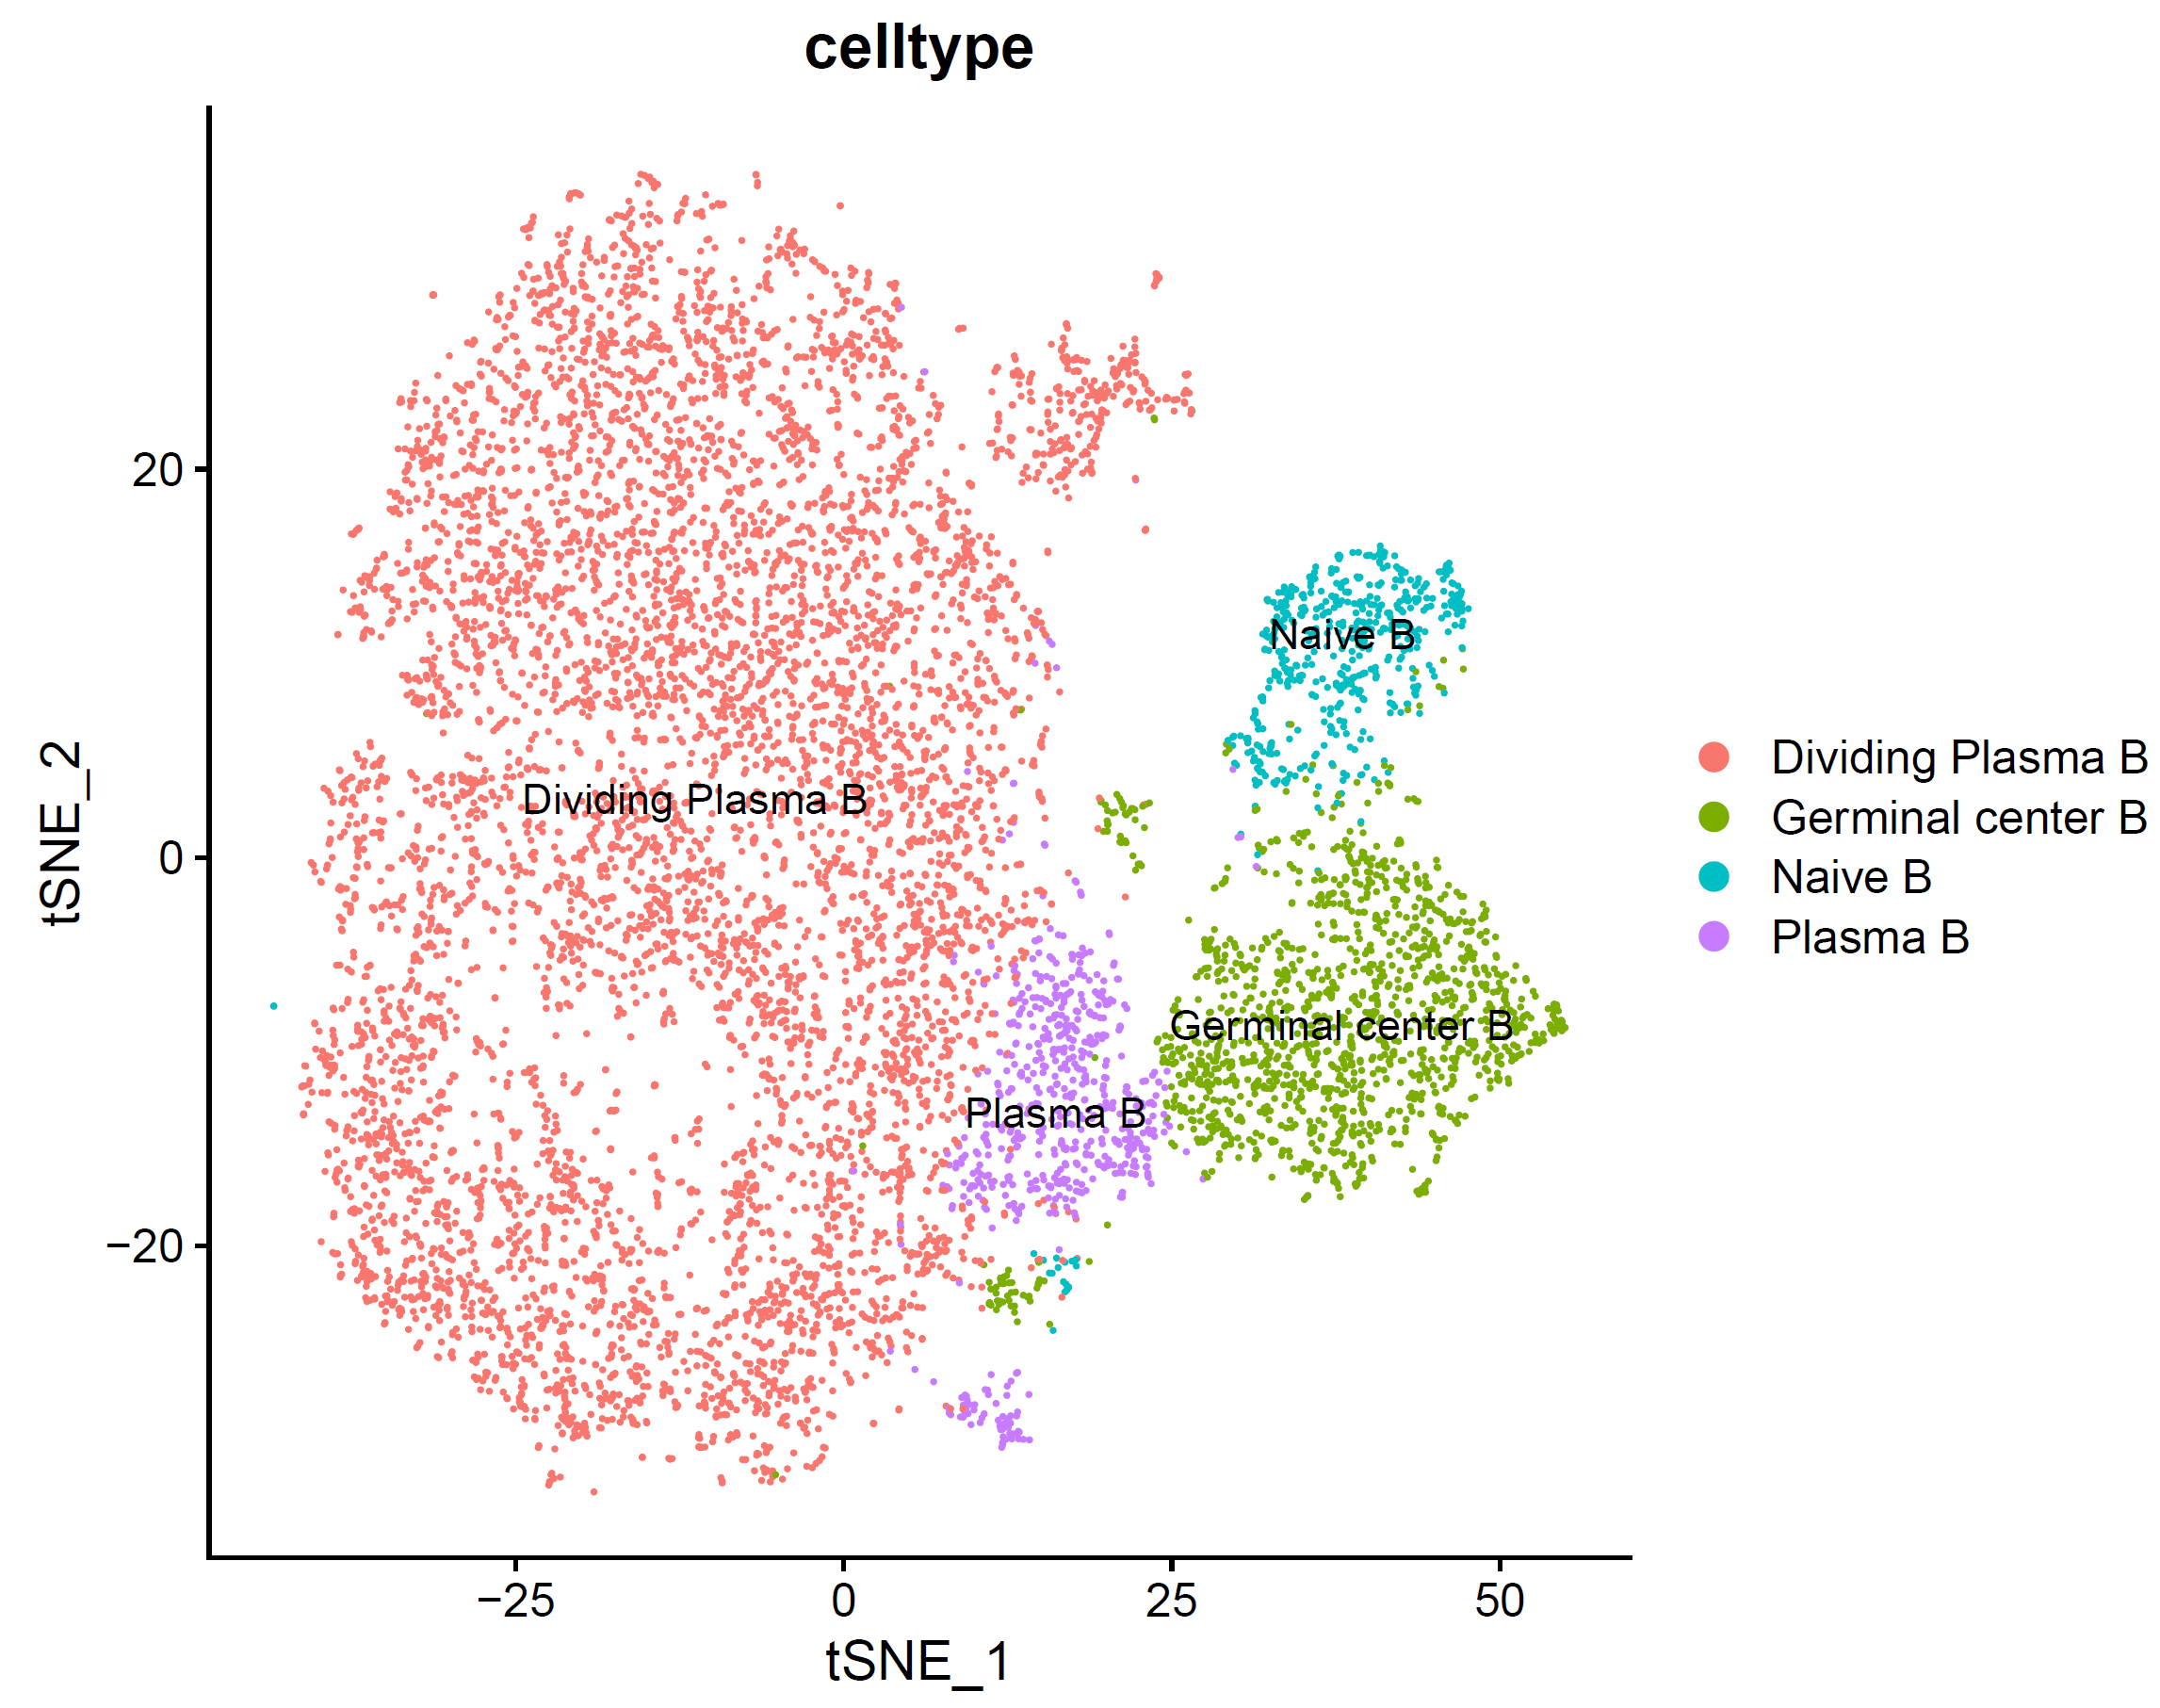 celltype
tSNE_2
20
0
−20
Dividing Plasma B
Naive B
Germinal center B
Plasma B
−25
0
25
50
tSNE_1
Dividing Plasma B
Germinal center B
Naive B
Plasma B